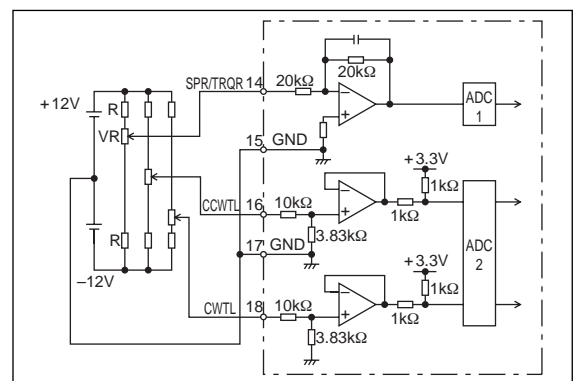 SPR/TRQR 14
20kΩ
20kΩ
ADC
1
+12V
R
VR
15 GND
+3.3V
1kΩ
CCWTL 16
10kΩ
1kΩ
3.83kΩ
ADC
2
R
17 GND
–12V
+3.3V
1kΩ
CWTL 18
10kΩ
1kΩ
3.83kΩ